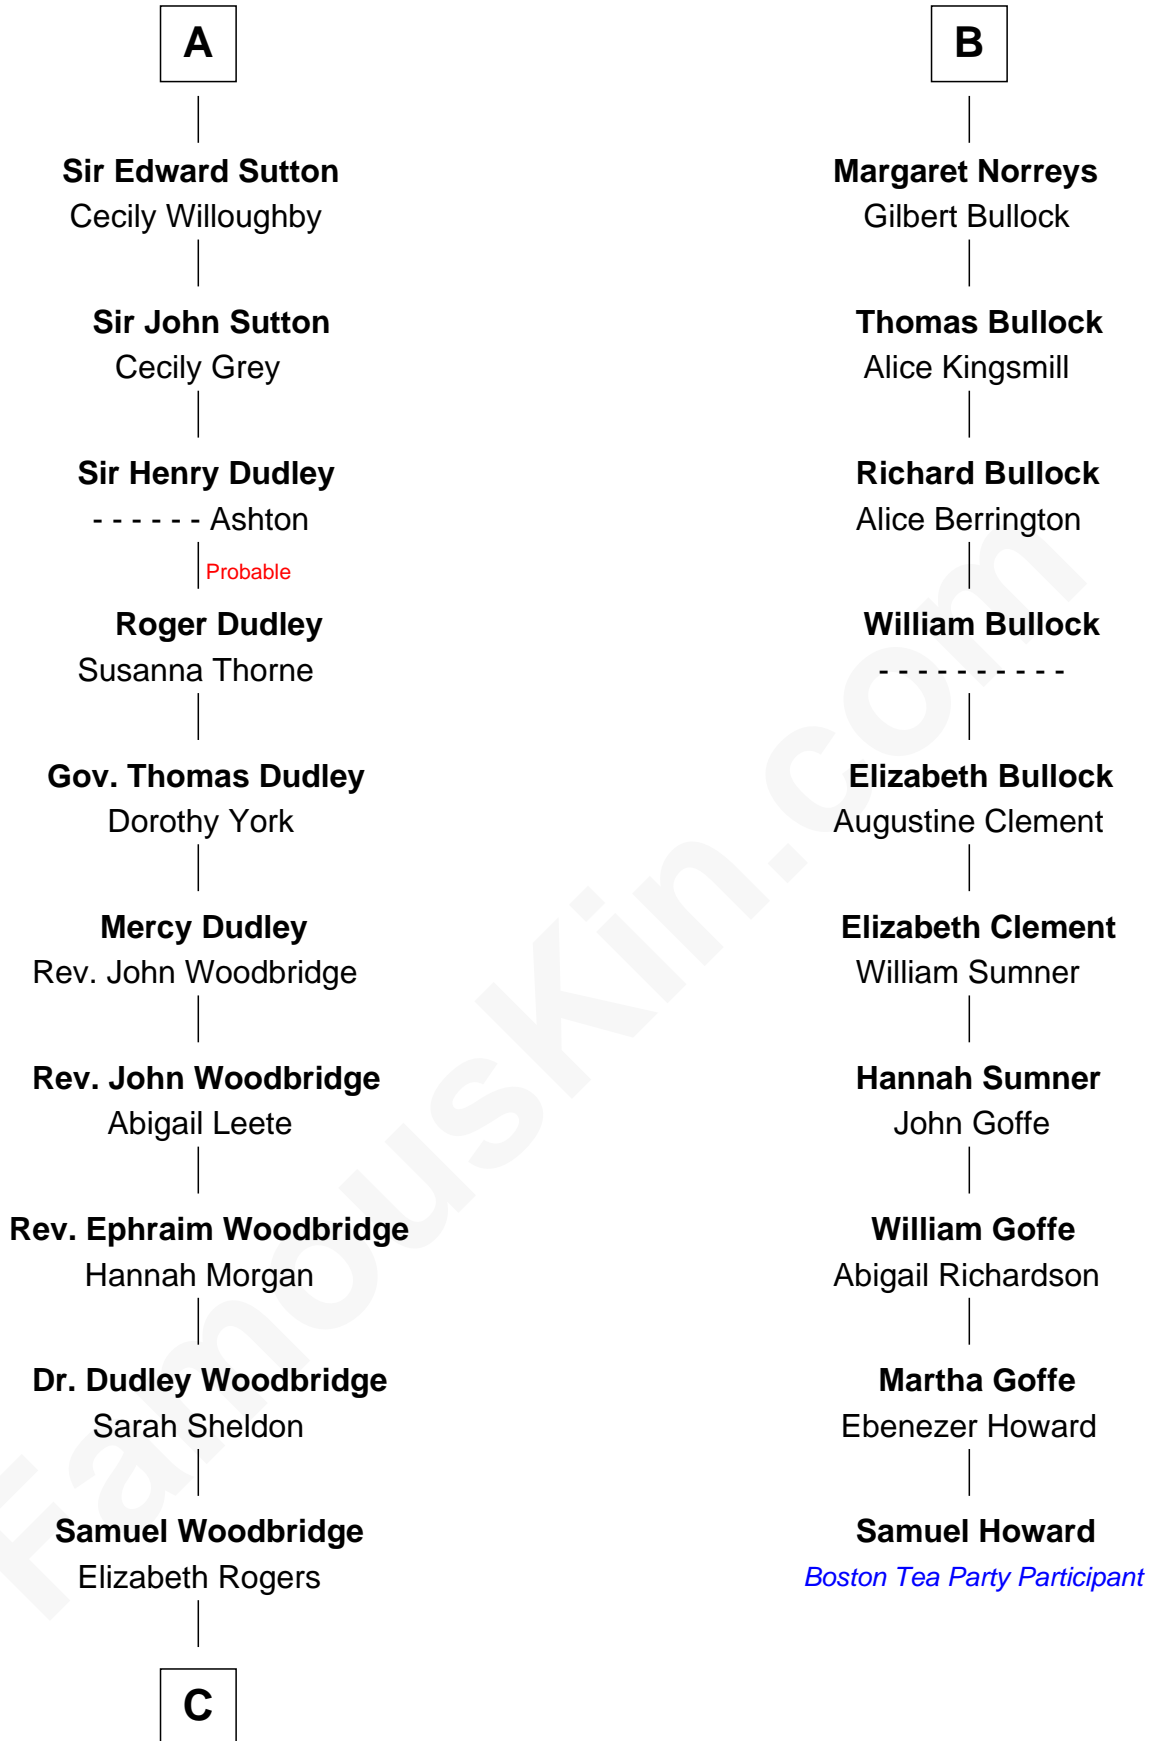 A
Sir Edward Sutton
Cecily Willoughby
Sir John Sutton
Cecily Grey
Sir Henry Dudley
- - - - - - Ashton
Probable
Roger Dudley
Susanna Thorne
Gov. Thomas Dudley
Dorothy York
Mercy Dudley
Rev. John Woodbridge
Rev. John Woodbridge
Abigail Leete
Rev. Ephraim Woodbridge
Hannah Morgan
Dr. Dudley Woodbridge
Sarah Sheldon
Samuel Woodbridge
Elizabeth Rogers
C
B
Margaret Norreys
Gilbert Bullock
Thomas Bullock
Alice Kingsmill
Richard Bullock
Alice Berrington
William Bullock
- - - - - - - - - -
Elizabeth Bullock
Augustine Clement
Elizabeth Clement
William Sumner
Hannah Sumner
John Goffe
William Goffe
Abigail Richardson
Martha Goffe
Ebenezer Howard
Samuel Howard
Boston Tea Party Participant
FamousKin.com